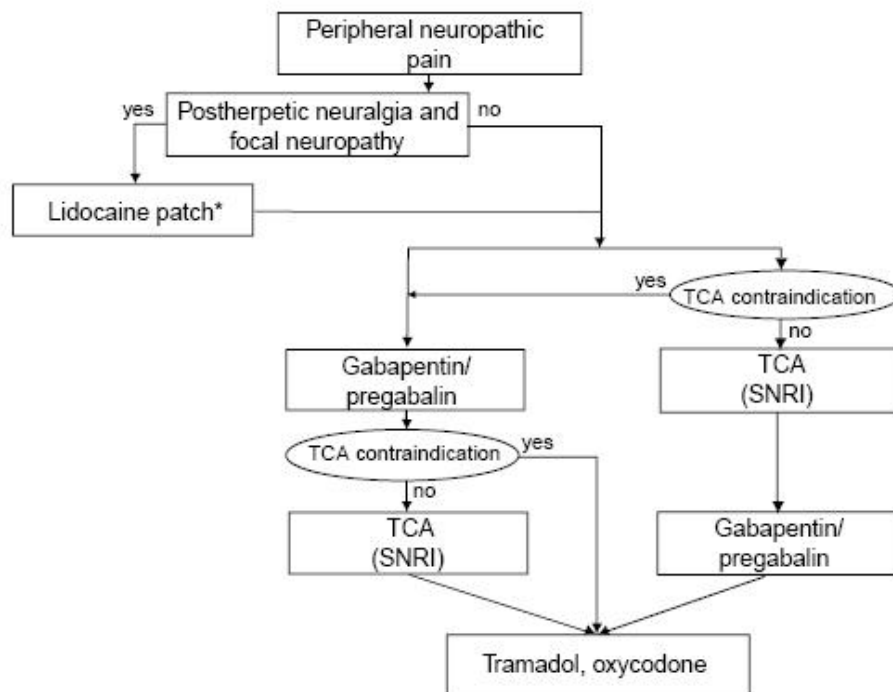 Peripheral neuropathic
pain
yes
Postherpetic neuralgia and
focal neuropathy
no
Lidocaine patch*
yes
TCA contraindication
no
Gabapentin/
pregabalin
TCA
(SNRI)
TCA contraindication
yes
no
TCA
(SNRI)
Gabapentin/
pregabalin
Tramadol, oxycodone